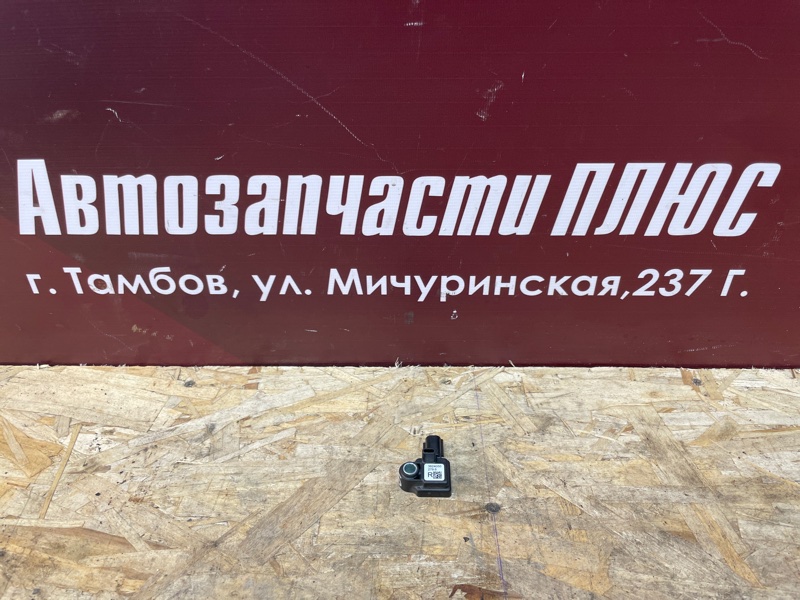 Автозапчасти ПЛЮС
г. Тамбов, ул. Мичуринская,237 Г.
R